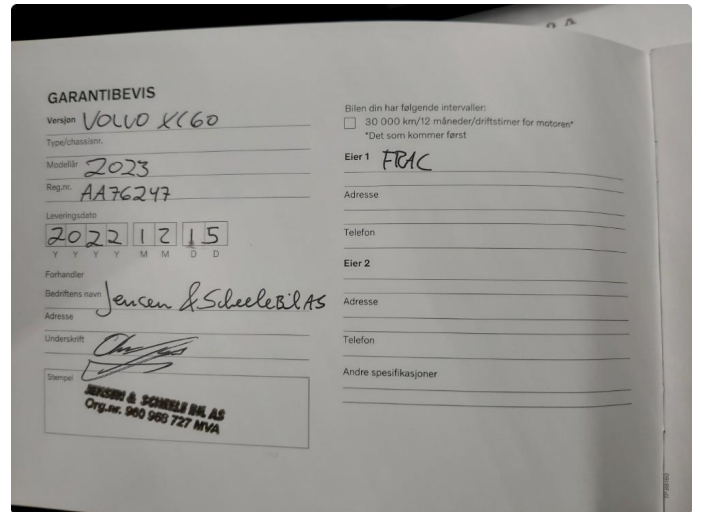 GARANTIBEVIS
Versjon VOLVO XC60
Type/chassisnr.
Modellår 2023
Reg.nr. AA76247
Leveringsdato
2022 12 15
Y Y Y Y M M D D
Forhandler
Bedriftens navn Jensen & Scheele Bil AS
Adresse
Underskrift
Stempel
JENSEN & SCHEELE BIL AS
Org.nr. 960 968 727 MVA
Bilen din har følgende intervaller:
30 000 km/12 måneder/driftstimer for motoren*
*Det som kommer først
Eier 1
Adresse
Telefon
Eier 2
Adresse
Telefon
Andre spesifikasjoner